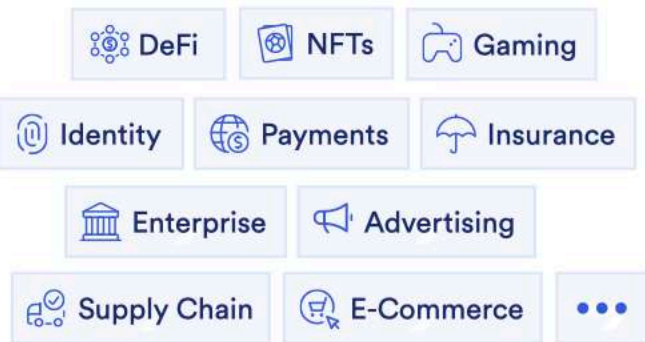 DeFi NFTs Gaming
Identity Payments Insurance
Enterprise Advertising
Supply Chain E-Commerce •••